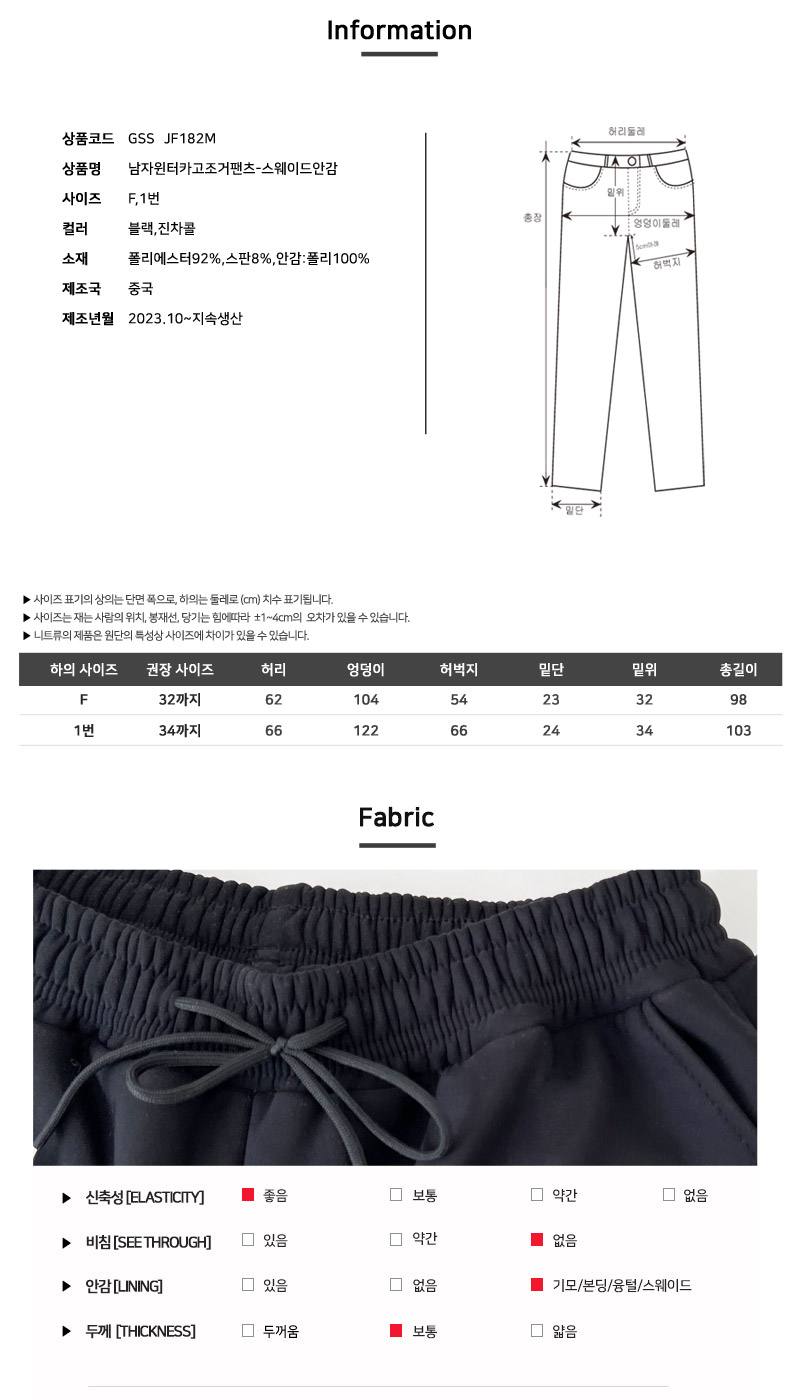 Information
상품코드 GSS JF182M
상품명 남자윈터카고조거팬츠-스웨이드안감
사이즈 F,1번
컬러 블랙,진차콜
소재 폴리에스터92%,스판8%,안감:폴리100%
제조국 중국
제조년월 2023.10~지속생산
허리둘레
밑위
총장
엉덩이둘레
5cm아래
허벅지
밑단
▶ 사이즈 표기의 상의는 단면 폭으로, 하의는 둘레로 (cm) 치수 표기됩니다.
▶ 사이즈는 재는 사람의 위치, 봉재선, 당기는 힘에따라 ±1~4cm의 오차가 있을 수 있습니다.
▶ 니트류의 제품은 원단의 특성상 사이즈에 차이가 있을 수 있습니다.
하의 사이즈 권장 사이즈 허리 엉덩이 허벅지 밑단 밑위 총길이
F 32까지 62 104 54 23 32 98
1번 34까지 66 122 66 24 34 103
Fabric
▶ 신축성 [ELASTICITY] ■ 좋음 □ 보통 □ 약간 □ 없음
▶ 비침 [SEE THROUGH] □ 있음 □ 약간 ■ 없음
▶ 안감 [LINING] □ 있음 □ 없음 ■ 기모/본딩/융털/스웨이드
▶ 두께 [THICKNESS] □ 두꺼움 ■ 보통 □ 얇음